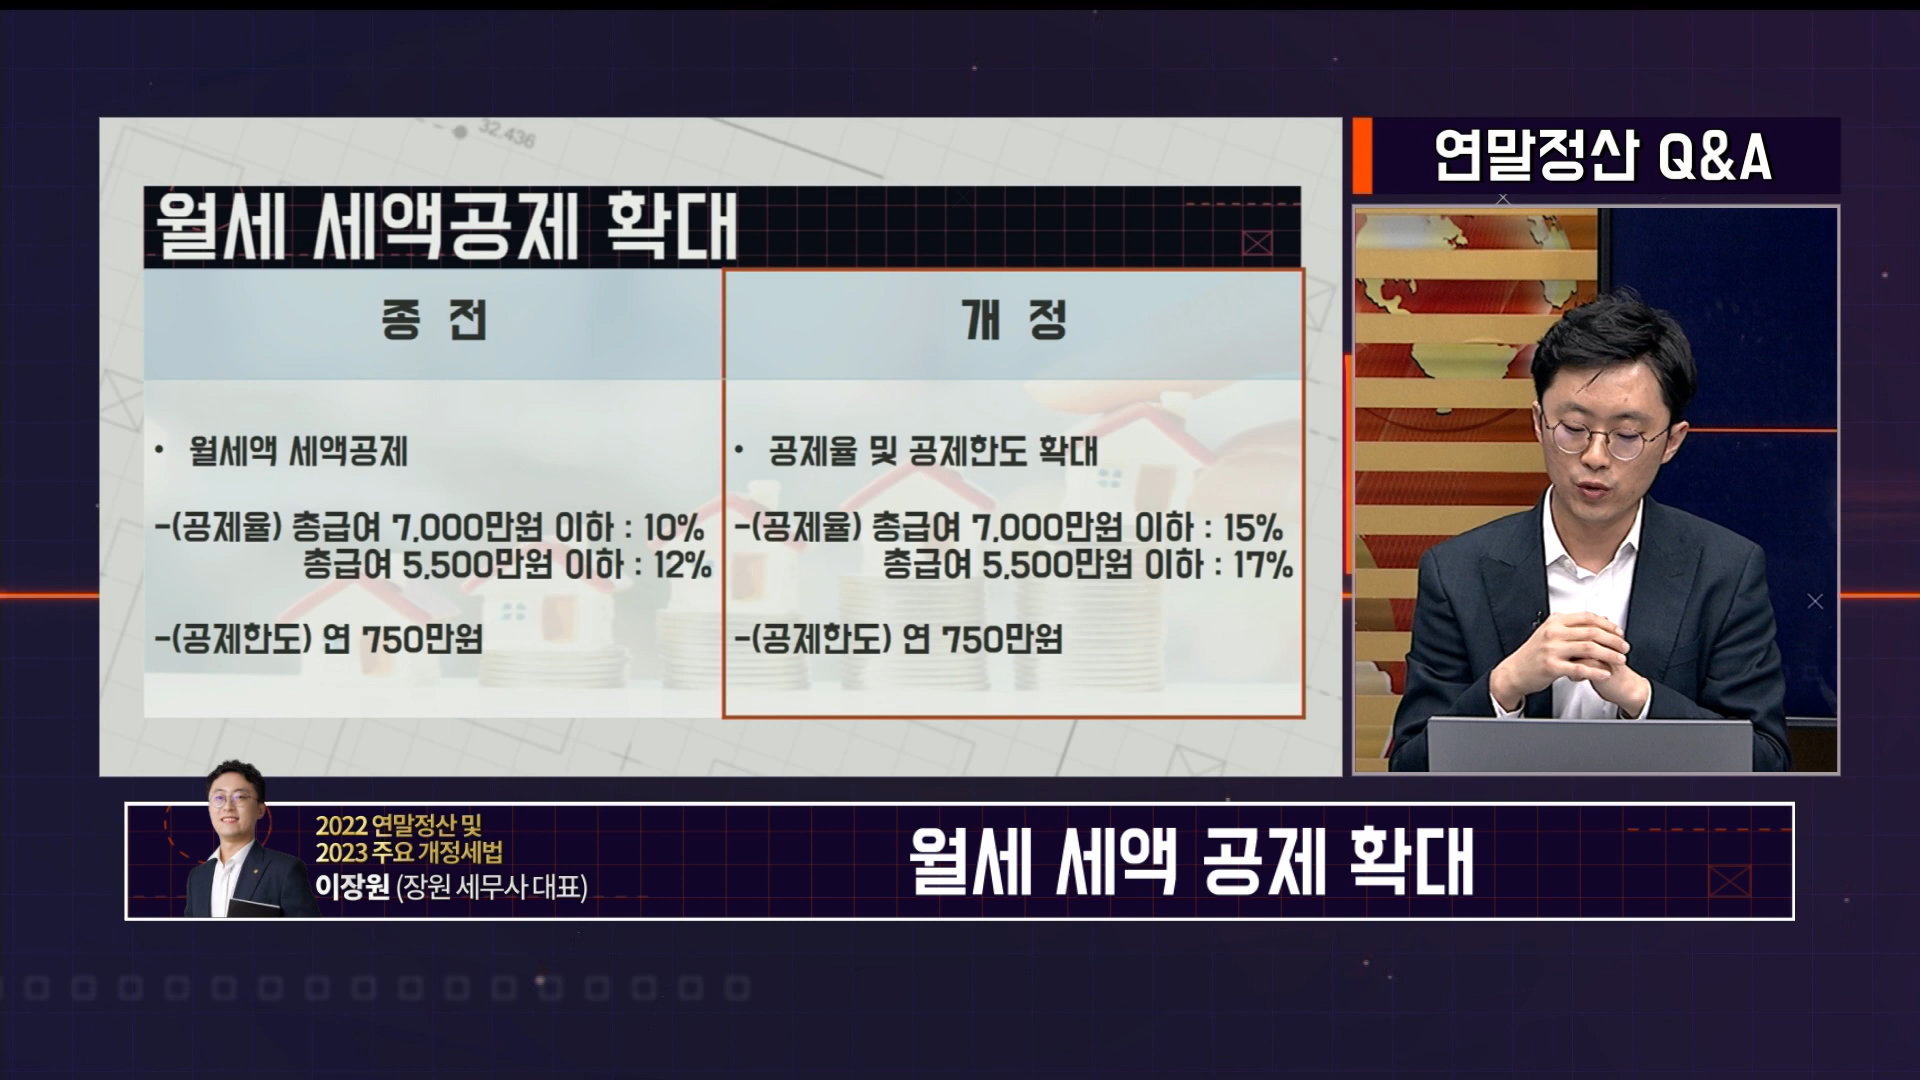 32.436
연말정산 Q&A
월세 세액공제 확대
종 전
개 정
• 월세액 세액공제
-(공제율) 총급여 7,000만원 이하 : 10%
총급여 5,500만원 이하 : 12%
-(공제한도) 연 750만원
• 공제율 및 공제한도 확대
-(공제율) 총급여 7,000만원 이하 : 15%
총급여 5,500만원 이하 : 17%
-(공제한도) 연 750만원
2022 연말정산 및
2023 주요 개정세법
이장원 (장원 세무사 대표)
월세 세액 공제 확대